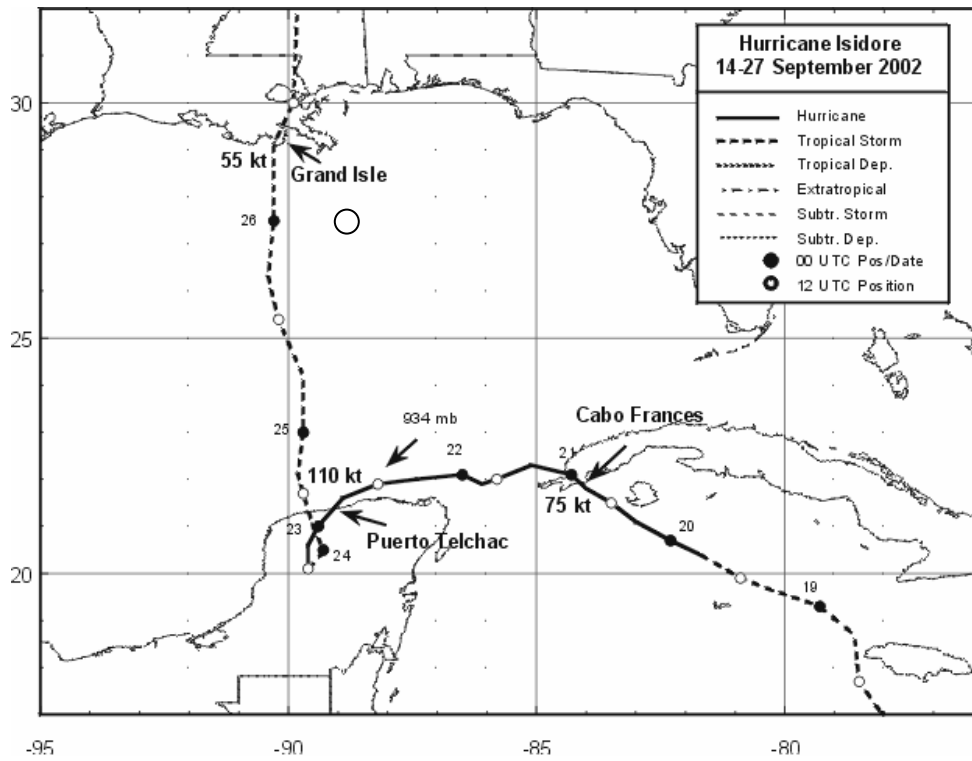 Hurricane Isidore
14-27 September 2002
Hurricane
Tropical Storm
Tropical Dep.
Extratropical
Subtr. Storm
Subtr. Dep.
00 UTC Pos/Date
12 UTC Position
30
55 kt
Grand Isle
26
25
Cabo Frances
934 mb
25
22
21
110 kt
75 kt
23
Puerto Telchac
20
24
20
19
-95
-90
-85
-80